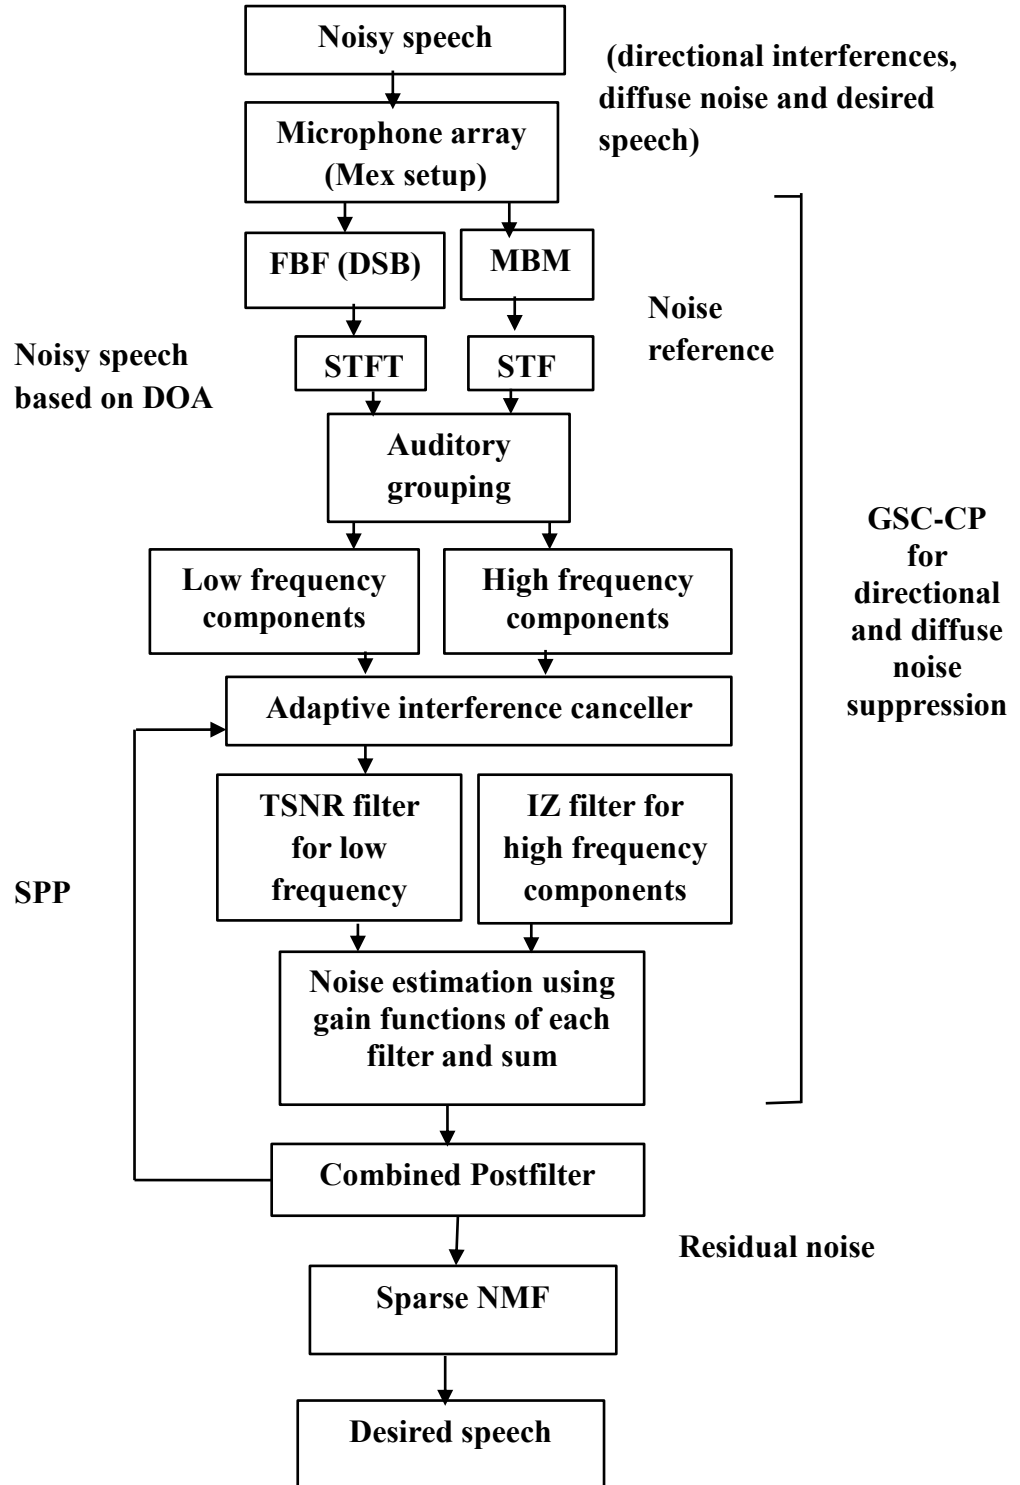 Noisy speech
(directional interferences,
diffuse noise and desired
speech)
Microphone array
(Mex setup)
FBF (DSB)
MBM
Noise
reference
Noisy speech
based on DOA
STFT
STF
Auditory
grouping
Low frequency
components
High frequency
components
GSC-CP
for
directional
and diffuse
noise
suppression
Adaptive interference canceller
TSNR filter
for low
frequency
IZ filter for
high frequency
components
SPP
Noise estimation using
gain functions of each
filter and sum
Combined Postfilter
Residual noise
Sparse NMF
Desired speech